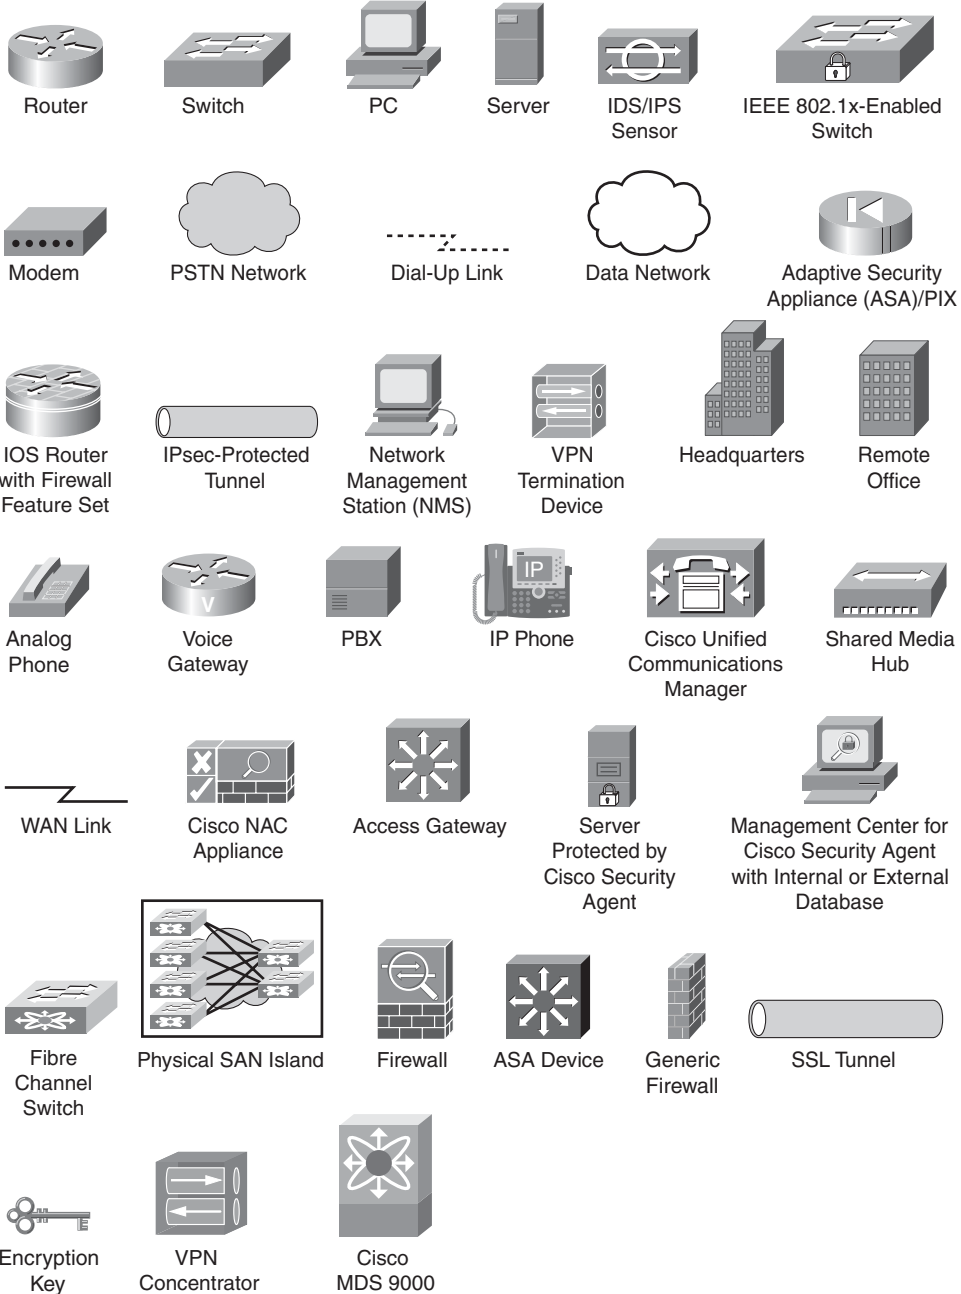 Router
Switch
PC
Server
IDS/IPS
Sensor
IEEE 802.1x-Enabled
Switch
Modem
PSTN Network
Dial-Up Link
Data Network
Adaptive Security
Appliance (ASA)/PIX
IOS Router
with Firewall
Feature Set
IPsec-Protected
Tunnel
Network
Management
Station (NMS)
VPN
Termination
Device
Headquarters
Remote
Office
Analog
Phone
V
Voice
Gateway
PBX
IP
IP Phone
Cisco Unified
Communications
Manager
Shared Media
Hub
WAN Link
Cisco NAC
Appliance
Access Gateway
Server
Protected by
Cisco Security
Agent
Management Center for
Cisco Security Agent
with Internal or External
Database
Fibre
Channel
Switch
Physical SAN Island
Firewall
ASA Device
Generic
Firewall
SSL Tunnel
Encryption
Key
VPN
Concentrator
Cisco
MDS 9000